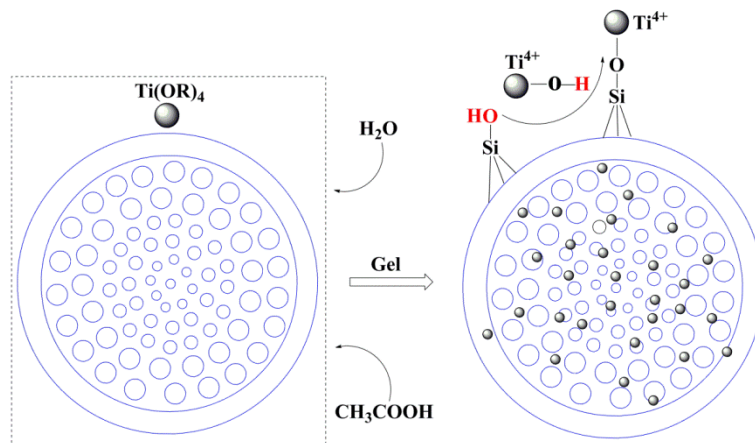 Ti(OR)4
H2O
Gel
CH3COOH
Ti4+
O
Si
Ti4+
O-H
HO
Si